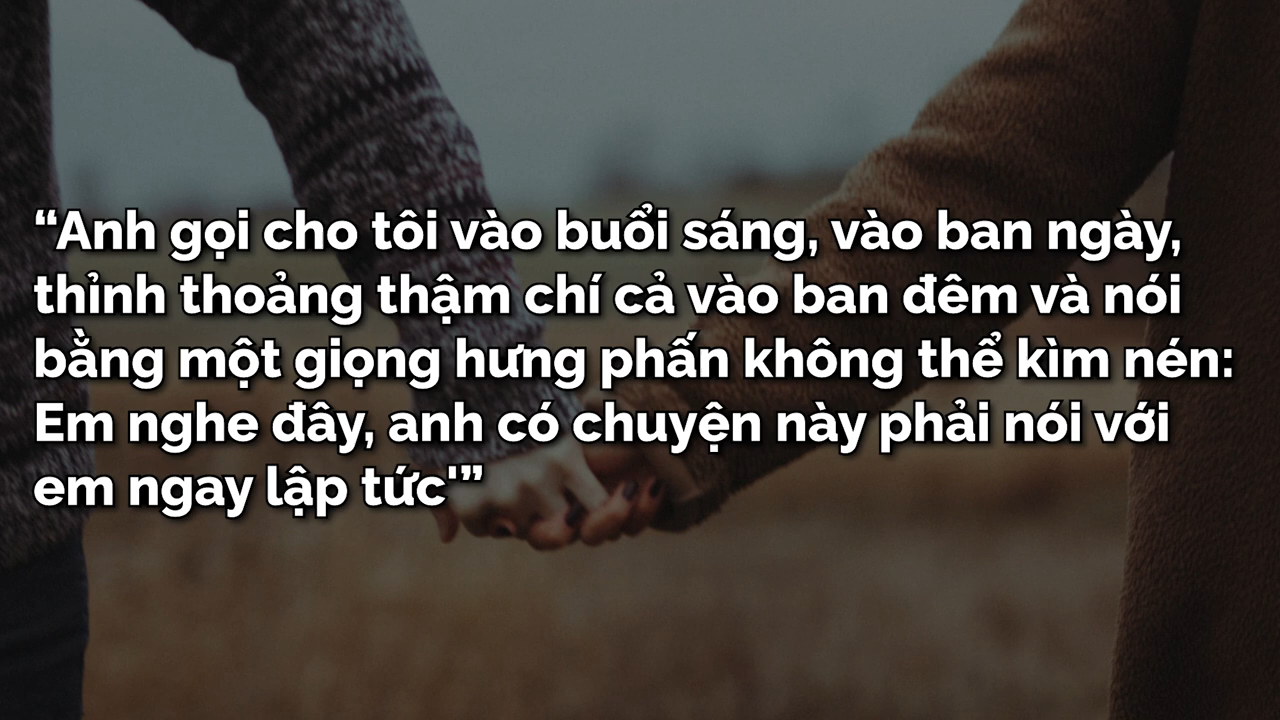 “Anh gọi cho tôi vào buổi sáng, vào ban ngày,
thỉnh thoảng thậm chí cả vào ban đêm và nói
bằng một giọng hưng phấn không thể kìm nén:
Em nghe đây, anh có chuyện này phải nói với
em ngay lập tức'”